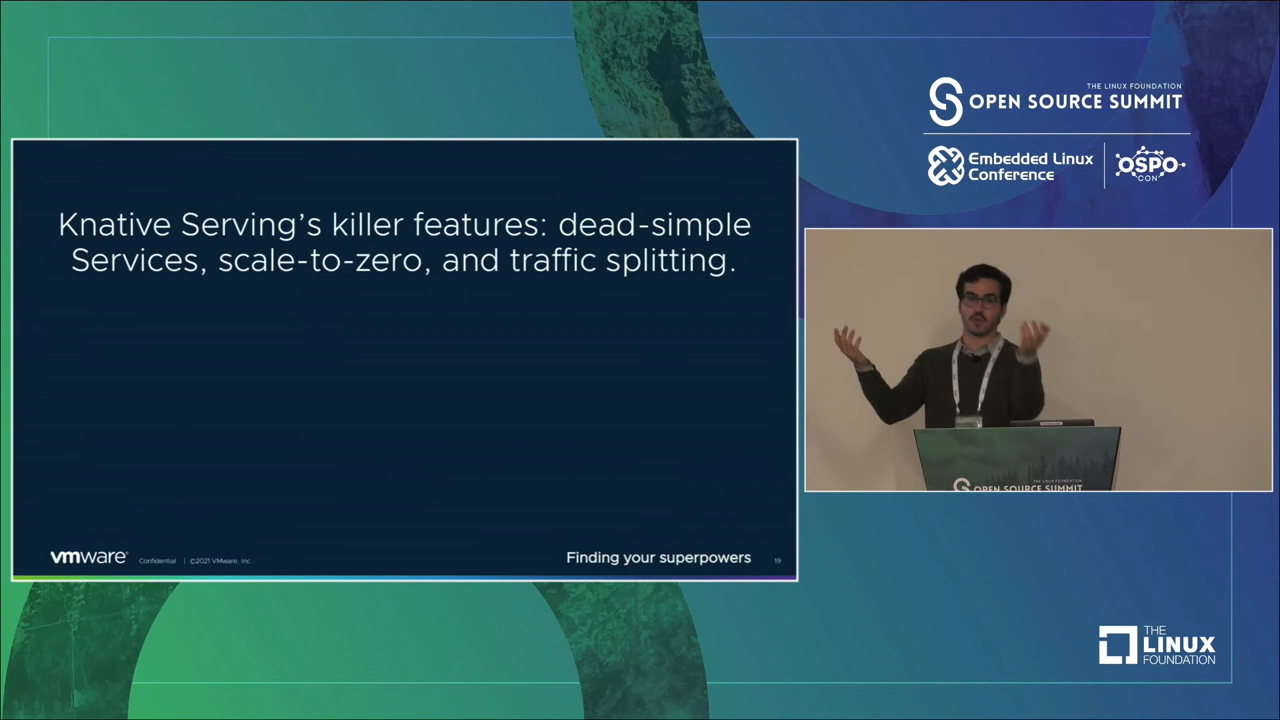 THE LINUX FOUNDATION
OPEN SOURCE SUMMIT
Embedded Linux
Conference
OSPO
CON
Knative Serving’s killer features: dead-simple
Services, scale-to-zero, and traffic splitting.
vmware® Confidential | ©2021 VMware, Inc. Finding your superpowers 19
THE LINUX FOUNDATION
OPEN SOURCE SUMMIT
THE
LINUX
FOUNDATION